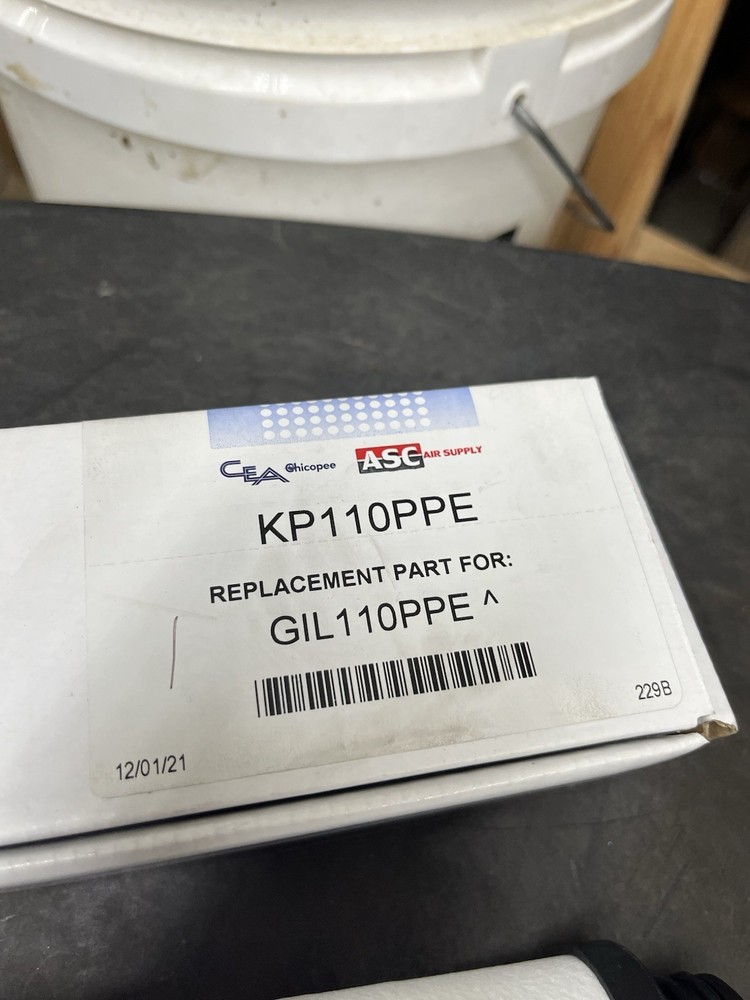 CEA Chicopee ASC AIR SUPPLY
KP110PPE
REPLACEMENT PART FOR:
GIL110PPE ^
229B
12/01/21